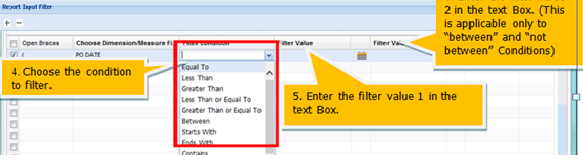 Report Input Filter
2 in the text Box. (This
is applicable only to
"between" and "not
between" Conditions)
Open Braces Choose Dimension/Measure Fi Filter Condition Filter Value Filter Val
( PO DATE
4. Choose the condition
to filter.
Equal To
Less Than
Greater Than
Less Than or Equal To
Greater Than or Equal To
Between
Starts With
Ends With
Contains
5. Enter the filter value 1 in the
text Box.